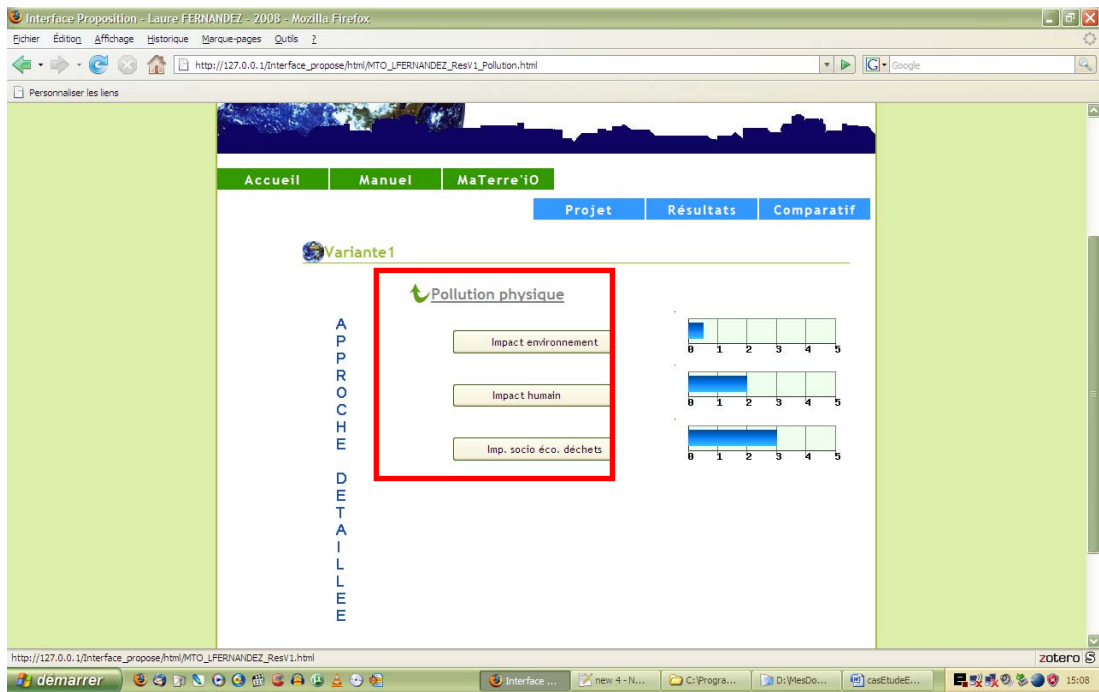 Interface Proposition - Laure FERNANDEZ - 2008 - Mozilla Firefox
Fichier Édition Affichage Historique Marque-pages Outils ?
http://127.0.0.1/Interface_propose/html/MTO_LFERNANDEZ_ResV1_Pollution.html
G Google
Personnaliser les liens
Accueil Manuel MaTerre'iO
Projet Résultats Comparatif
Variante1
Pollution physique
APPROCHE DETAILLEE
Impact environnement
0 1 2 3 4 5
Impact humain
0 1 2 3 4 5
Imp. socio éco. déchets
0 1 2 3 4 5
http://127.0.0.1/Interface_propose/html/MTO_LFERNANDEZ_ResV1.html
zotero S
démarrer Interface ... new 4 - N... C:\Progra... D:\MesDo... casEtudeE... 15:08